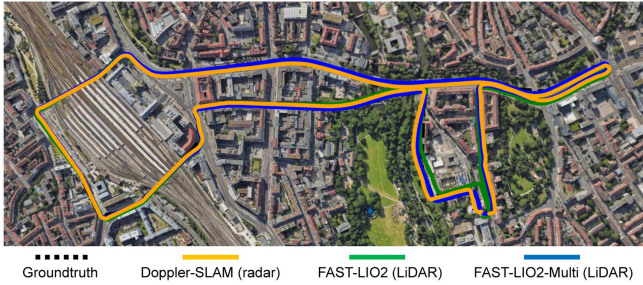 Groundtruth
Doppler-SLAM (radar)
FAST-LIO2 (LiDAR)
FAST-LIO2-Multi (LiDAR)